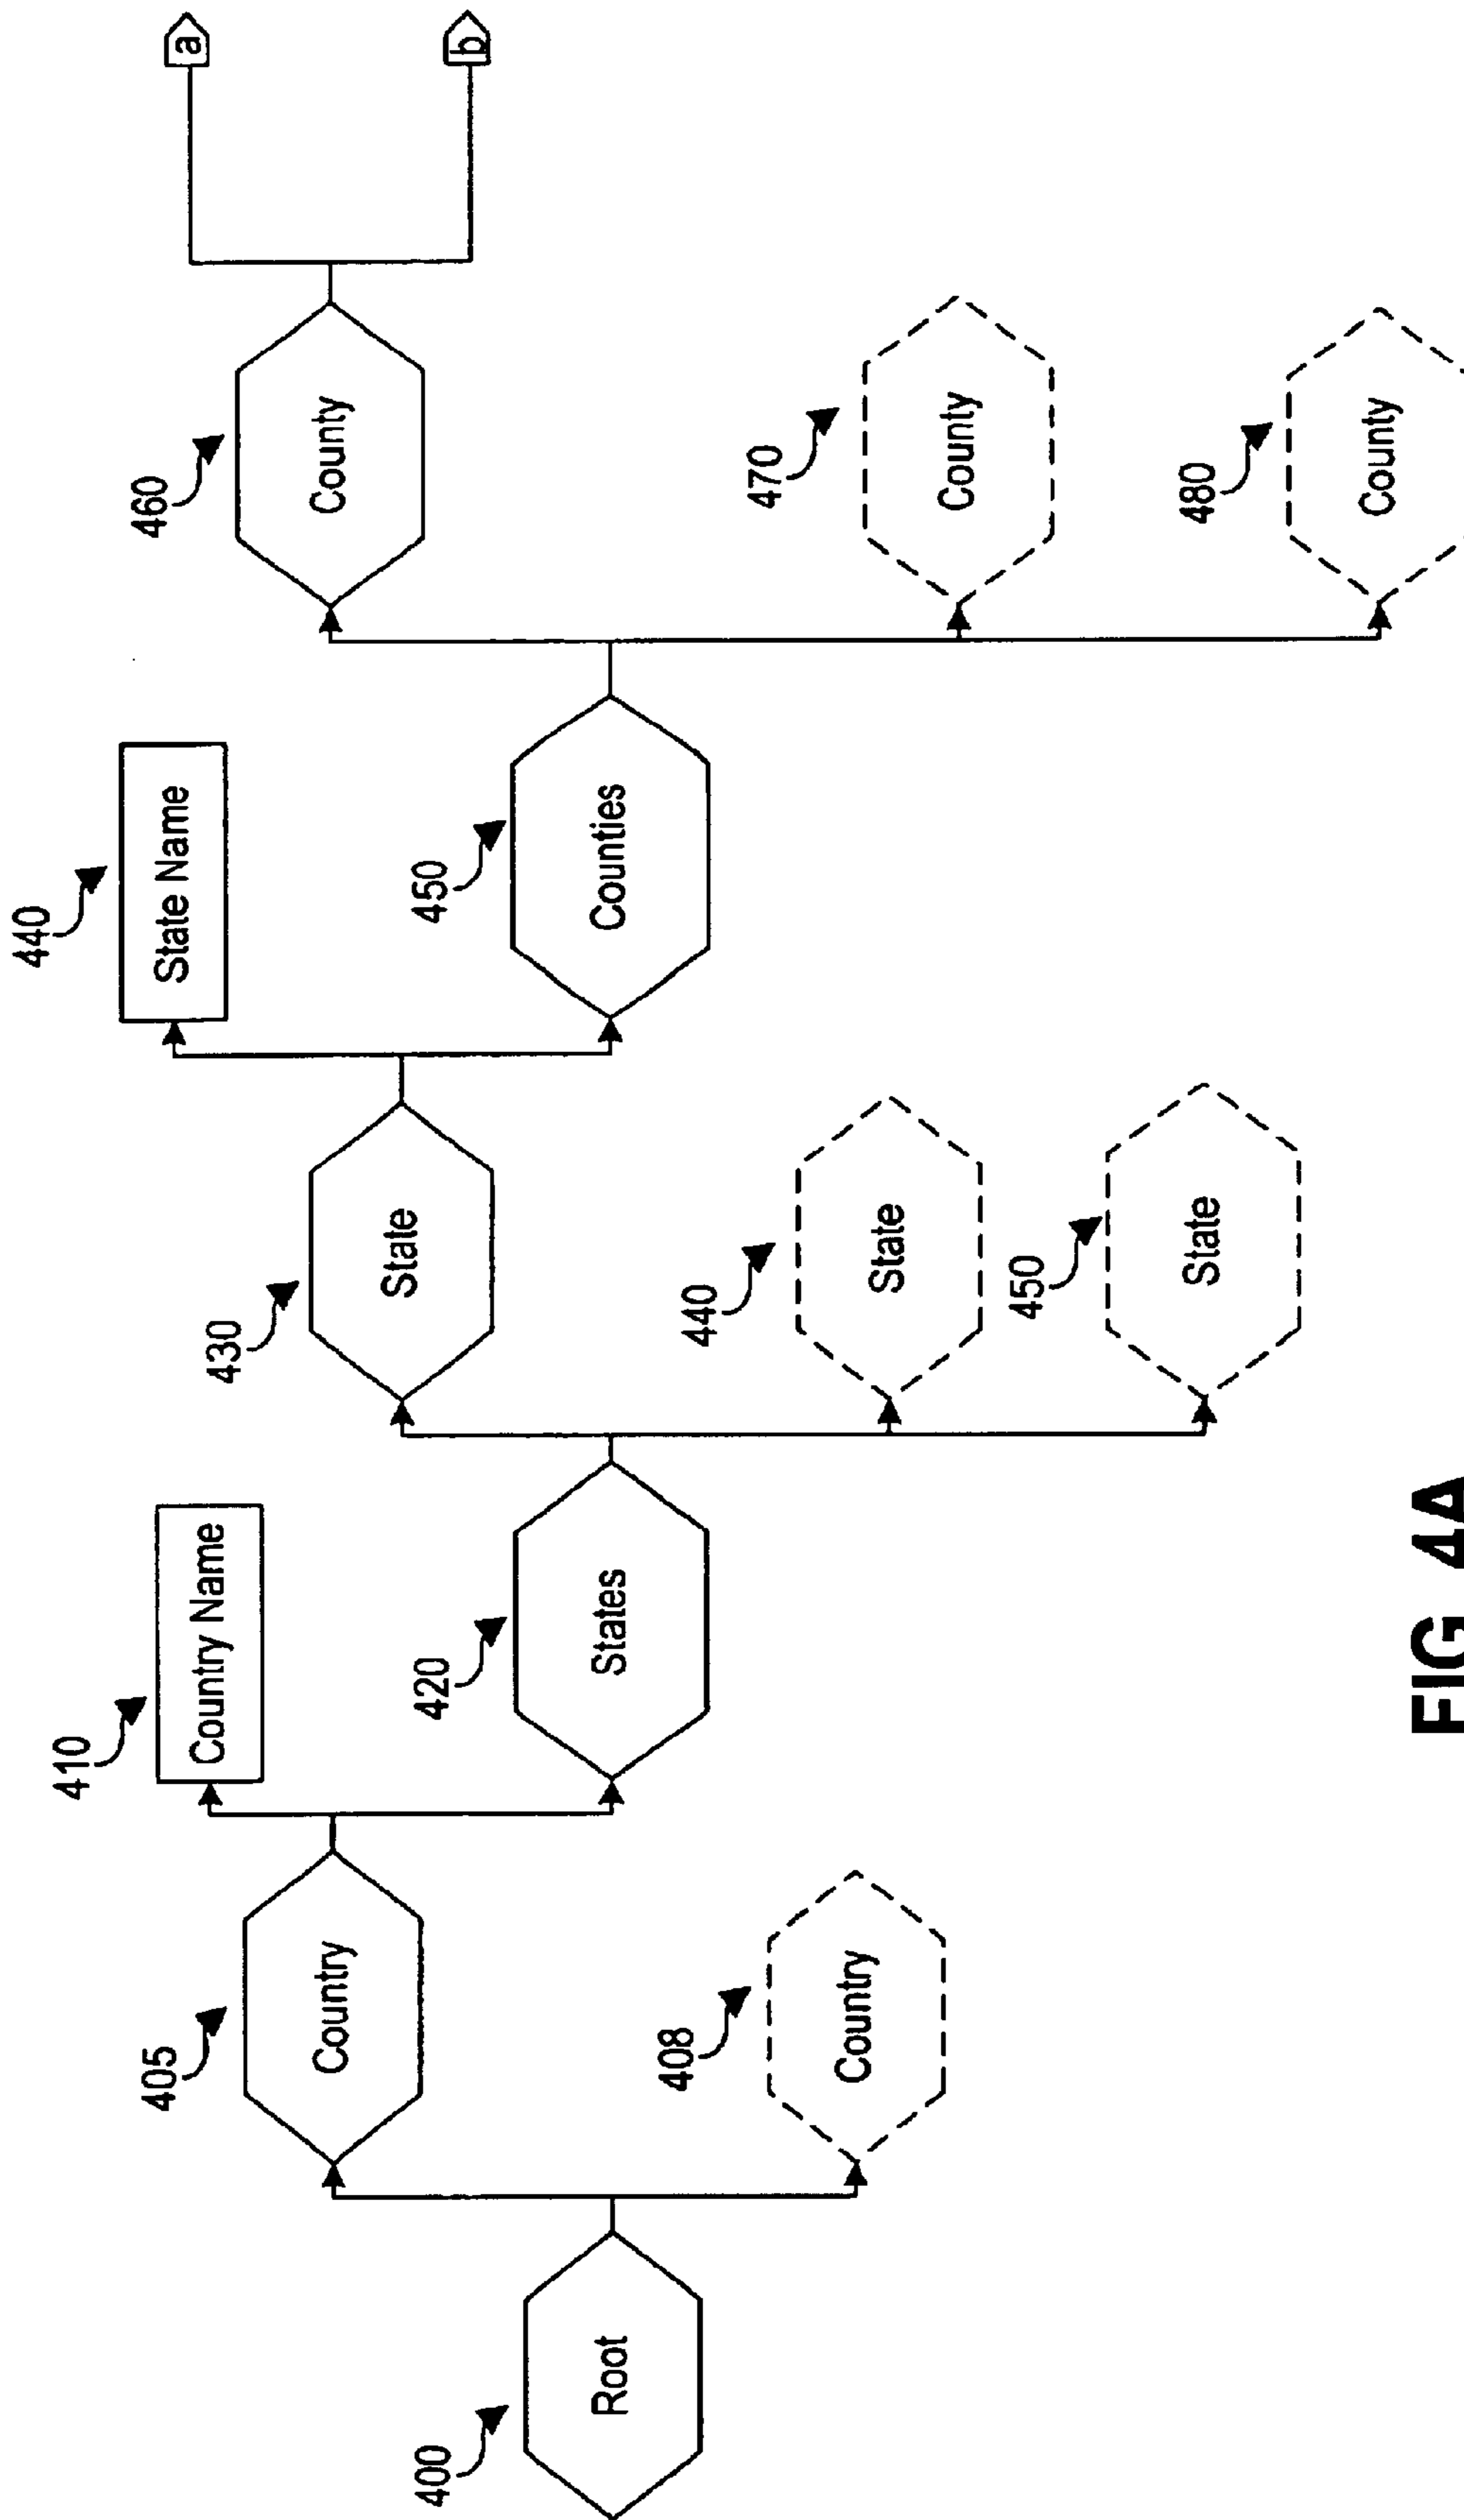 400
Root
405
Country
408
Country
410
Country Name
420
States
430
State
440
State
450
State
440
State Name
450
Counties
460
County
470
County
480
County
a
b
FIG. 4A